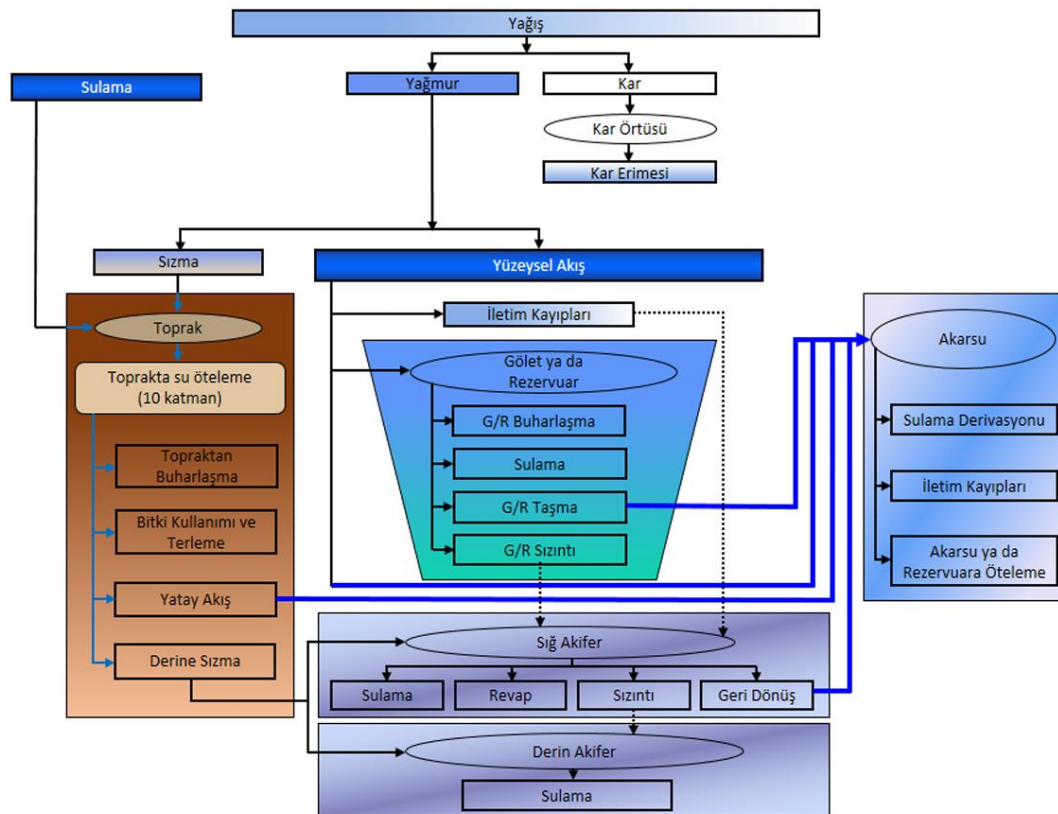 Yağış
Yağmur
Kar
Sulama
Kar Örtüsü
Kar Erimesi
Sızma
Yüzeysel Akış
İletim Kayıpları
Toprak
Toprakta su öteleme
(10 katman)
Topraktan
Buharlaşma
Bitki Kullanımı ve
Terleme
Yatay Akış
Derine Sızma
Gölet ya da
Rezervuar
G/R Buharlaşma
Sulama
G/R Taşma
G/R Sızıntı
Akarsu
Sulama Derivasyonu
İletim Kayıpları
Akarsu ya da
Rezervuara Öteleme
Sığ Akifer
Sulama
Revap
Sızıntı
Geri Dönüş
Derin Akifer
Sulama